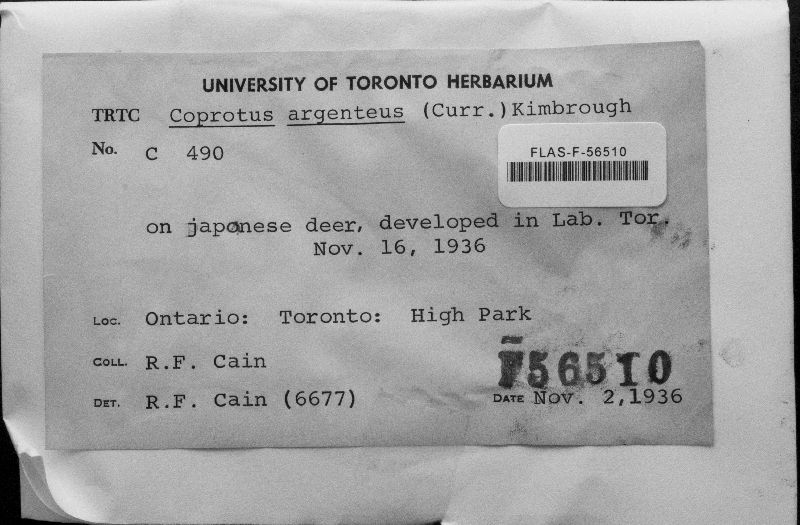 UNIVERSITY OF TORONTO HERBARIUM
TRTC Coprotus argenteus (Curr.) Kimbrough
No. C 490
FLAS-F-56510
on japanese deer, developed in Lab. Tor.
Nov. 16, 1936
LOC. Ontario: Toronto: High Park
COLL. R.F. Cain
F56510
DET. R.F. Cain (6677)
DATE Nov. 2,1936